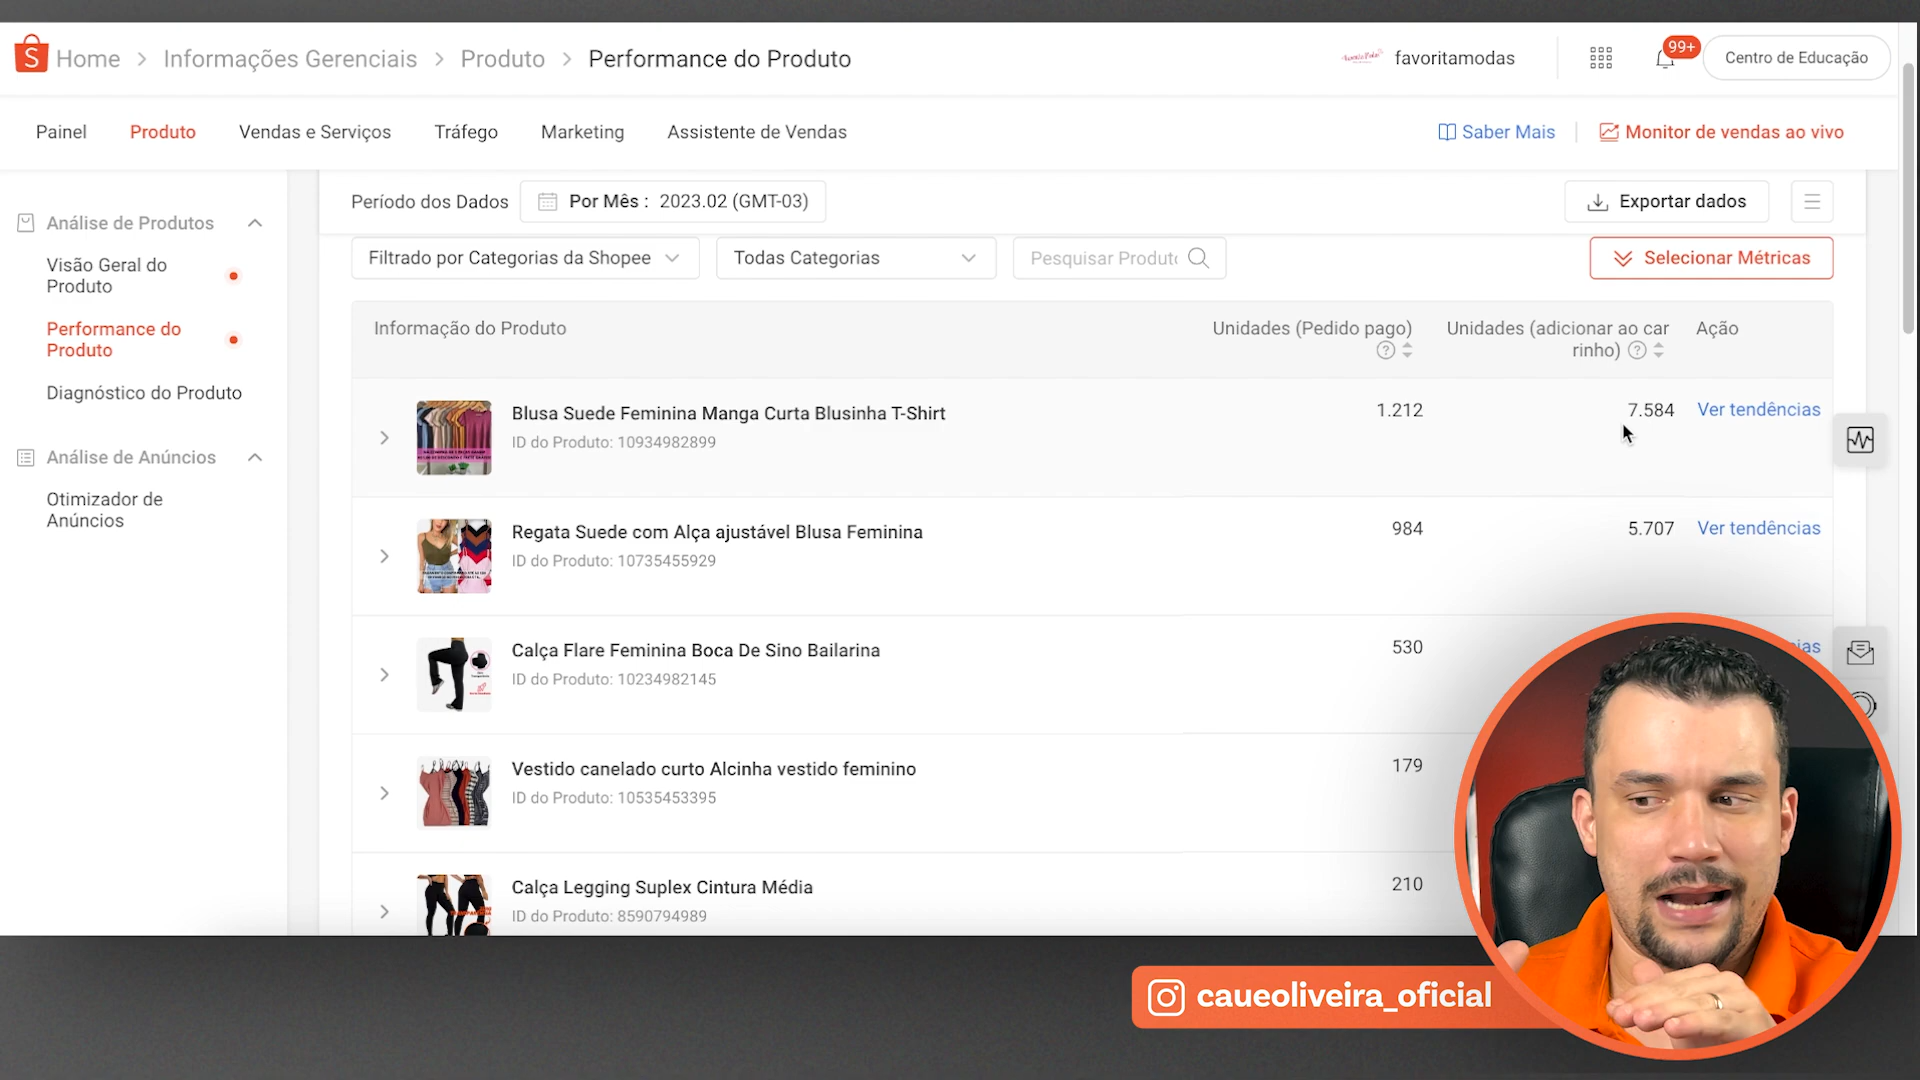 S Home > Informações Gerenciais > Produto > Performance do Produto
favoritamodas
99+
Centro de Educação
Painel Produto Vendas e Serviços Tráfego Marketing Assistente de Vendas
Saber Mais
Monitor de vendas ao vivo
Análise de Produtos
Visão Geral do
Produto
Performance do
Produto
Diagnóstico do Produto
Análise de Anúncios
Otimizador de
Anúncios
Período dos Dados
Por Mês : 2023.02 (GMT-03)
Exportar dados
Filtrado por Categorias da Shopee
Todas Categorias
Pesquisar Produto
Selecionar Métricas
Informação do Produto
Unidades (Pedido pago)
Unidades (adicionar ao car
rinho)
Ação
Blusa Suede Feminina Manga Curta Blusinha T-Shirt
ID do Produto: 10934982899
1.212
7.584
Ver tendências
Regata Suede com Alça ajustável Blusa Feminina
ID do Produto: 10735455929
984
5.707
Ver tendências
Calça Flare Feminina Boca De Sino Bailarina
ID do Produto: 10234982145
530
ias
Vestido canelado curto Alcinha vestido feminino
ID do Produto: 10535453395
179
Calça Legging Suplex Cintura Média
ID do Produto: 8590794989
210
caueoliveira_oficial